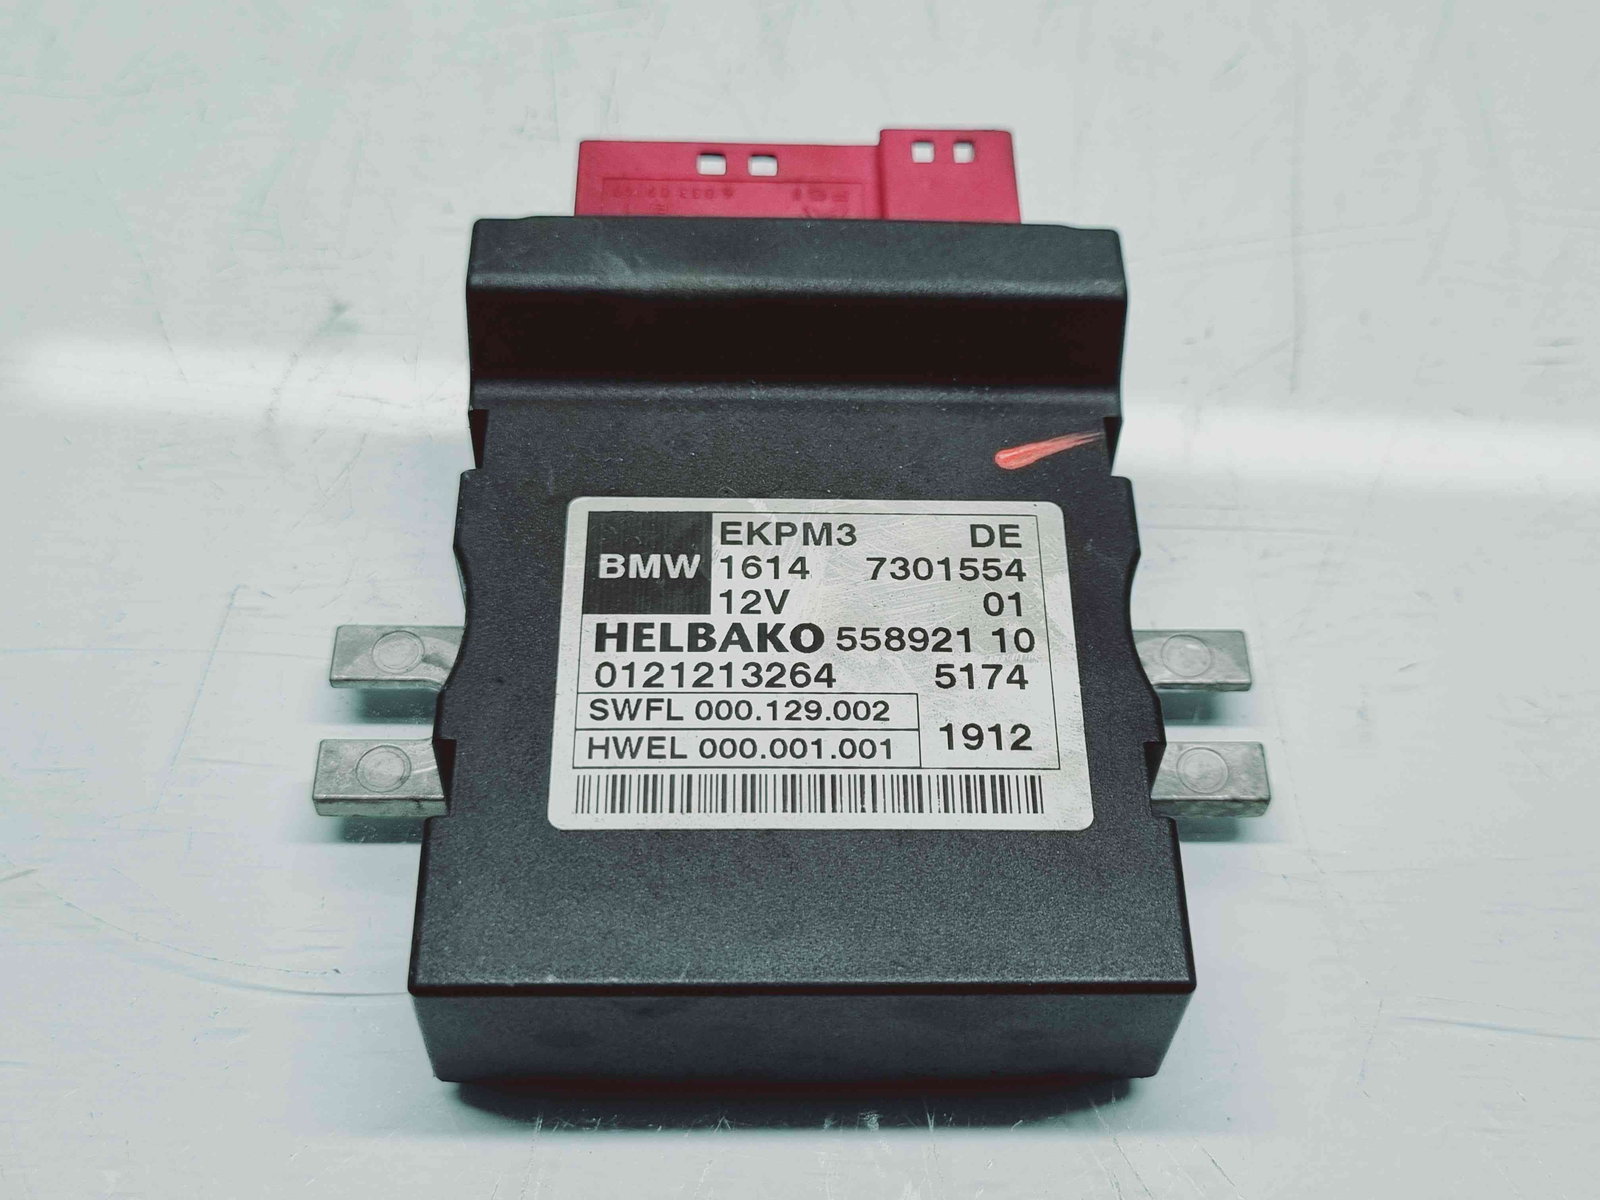 EKPM3 DE
BMW 1614 7301554
12V 01
HELBAKO 558921 10
0121213264 5174
SWFL 000.129.002
1912
HWEL 000.001.001